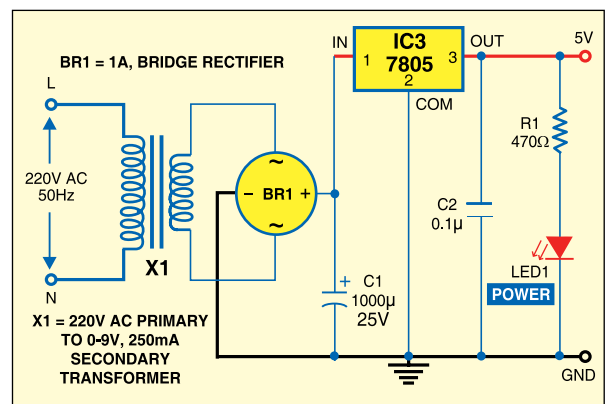 BR1 = 1A, BRIDGE RECTIFIER
IN
IC3
7805
1
3
2
OUT
COM
5V
L
220V AC
50Hz
N
X1
~
– BR1 +
~
R1
470Ω
C2
0.1µ
+
C1
1000µ
25V
LED1
POWER
GND
X1 = 220V AC PRIMARY
TO 0-9V, 250mA
SECONDARY
TRANSFORMER